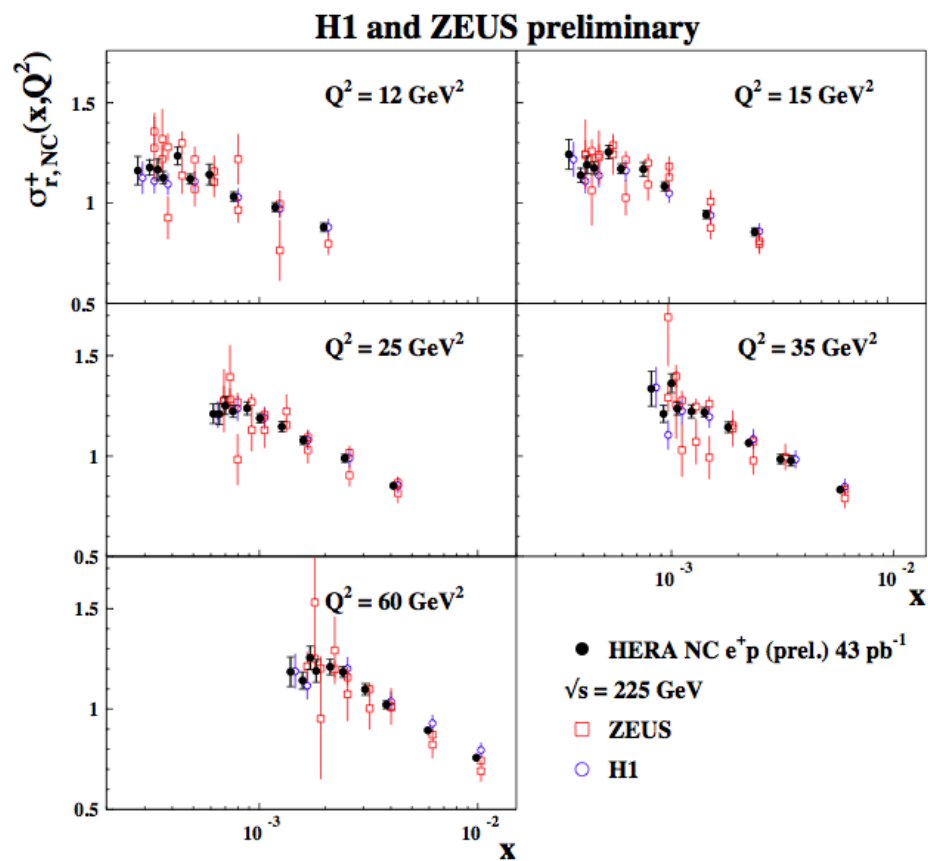 H1 and ZEUS preliminary
σ⁺r,NC(x,Q²)
Q² = 12 GeV²
Q² = 15 GeV²
1.5
1
0.5
Q² = 25 GeV²
Q² = 35 GeV²
1.5
1
0.5
10⁻³
10⁻²
x
Q² = 60 GeV²
1.5
1
0.5
10⁻³
10⁻²
x
HERA NC e⁺p (prel.) 43 pb⁻¹
√s = 225 GeV
ZEUS
H1